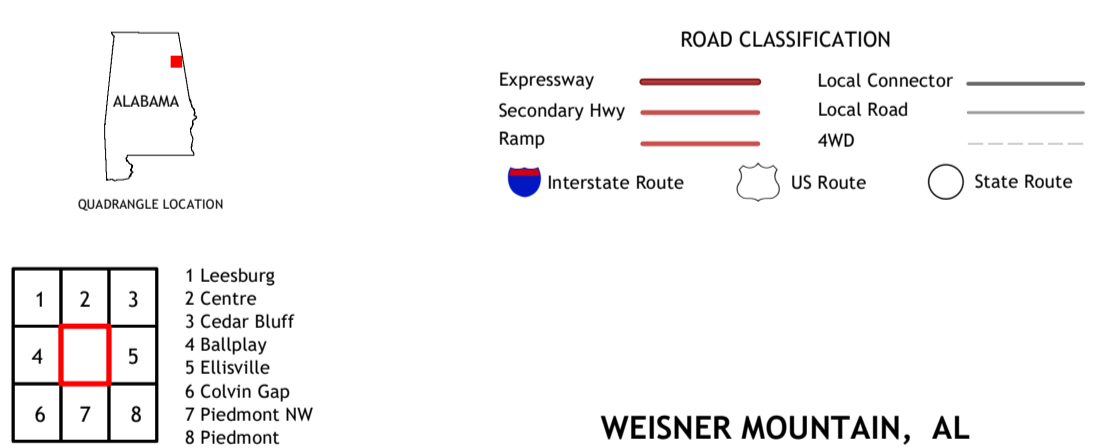 ALABAMA
QUADRANGLE LOCATION
ROAD CLASSIFICATION
Expressway
Secondary Hwy
Ramp
Local Connector
Local Road
4WD
Interstate Route
US Route
State Route
1 2 3
4 5
6 7 8
1 Leesburg
2 Centre
3 Cedar Bluff
4 Ballplay
5 Ellisville
6 Colvin Gap
7 Piedmont NW
8 Piedmont
WEISNER MOUNTAIN, AL